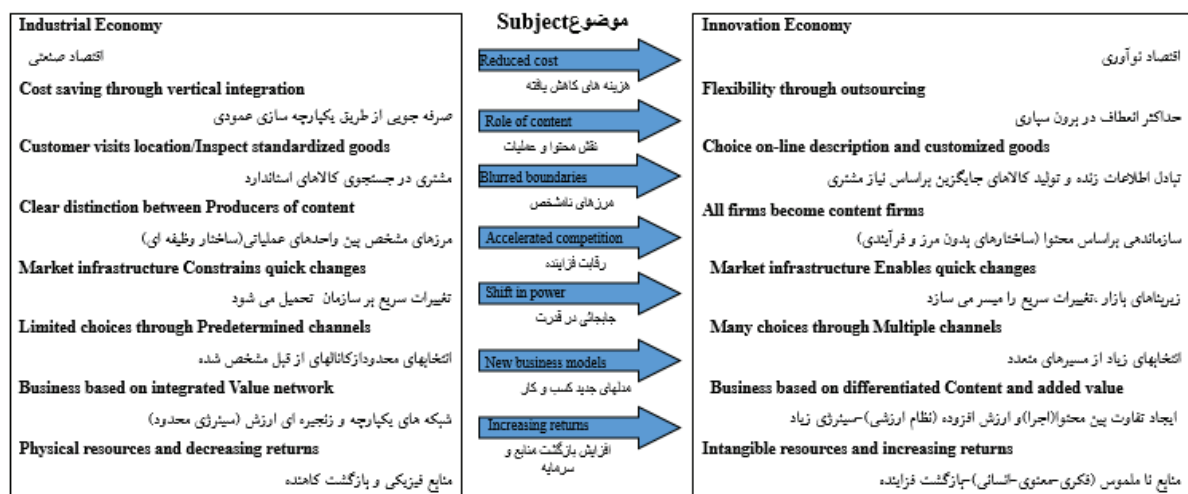 Industrial Economy
اقتصاد صنعتی
Cost saving through vertical integration
صرفه جویی از طریق یکپارچه سازی عمودی
Customer visits location/Inspect standardized goods
مشتری در جستجوی کالاهای استاندارد
Clear distinction between Producers of content
مرزهای مشخص بین واحدهای عملیاتی(ساختار وظیفه ای)
Market infrastructure Constrains quick changes
تغییرات سریع بر سازمان تحمیل می شود
Limited choices through Predetermined channels
انتخابهای محدودازکانالهای از قبل مشخص شده
Business based on integrated Value network
شبکه های یکپارچه و زنجیره ای ارزش (سینرژی محدود)
Physical resources and decreasing returns
منابع فیزیکی و بازگشت کاهنده
موضوعSubject
Reduced cost
هزینه های کاهش یافته
Role of content
نقش محتوا و عملیات
Blurred boundaries
مرزهای نامشخص
Accelerated competition
رقابت فزاینده
Shift in power
جابجائی در قدرت
New business models
مدلهای جدید کسب و کار
Increasing returns
افزایش بازگشت منابع و
سرمایه
Innovation Economy
اقتصاد نوآوری
Flexibility through outsourcing
حداکثر انعطاف در برون سپاری
Choice on-line description and customized goods
تبادل اطلاعات زنده و تولید کالاهای جایگزین براساس نیاز مشتری
All firms become content firms
سازماندهی براساس محتوا (ساختارهای بدون مرز و فرآیندی)
Market infrastructure Enables quick changes
زیربناهای بازار ،تغییرات سریع را میسر می سازد
Many choices through Multiple channels
انتخابهای زیاد از مسیرهای متعدد
Business based on differentiated Content and added value
ایجاد تفاوت بین محتوا(اجرا)و ارزش افزوده (نظام ارزشی)-سینرژی زیاد
Intangible resources and increasing returns
منابع نا ملموس (فکری-معنوی-انسانی)-بازگشت فزاینده